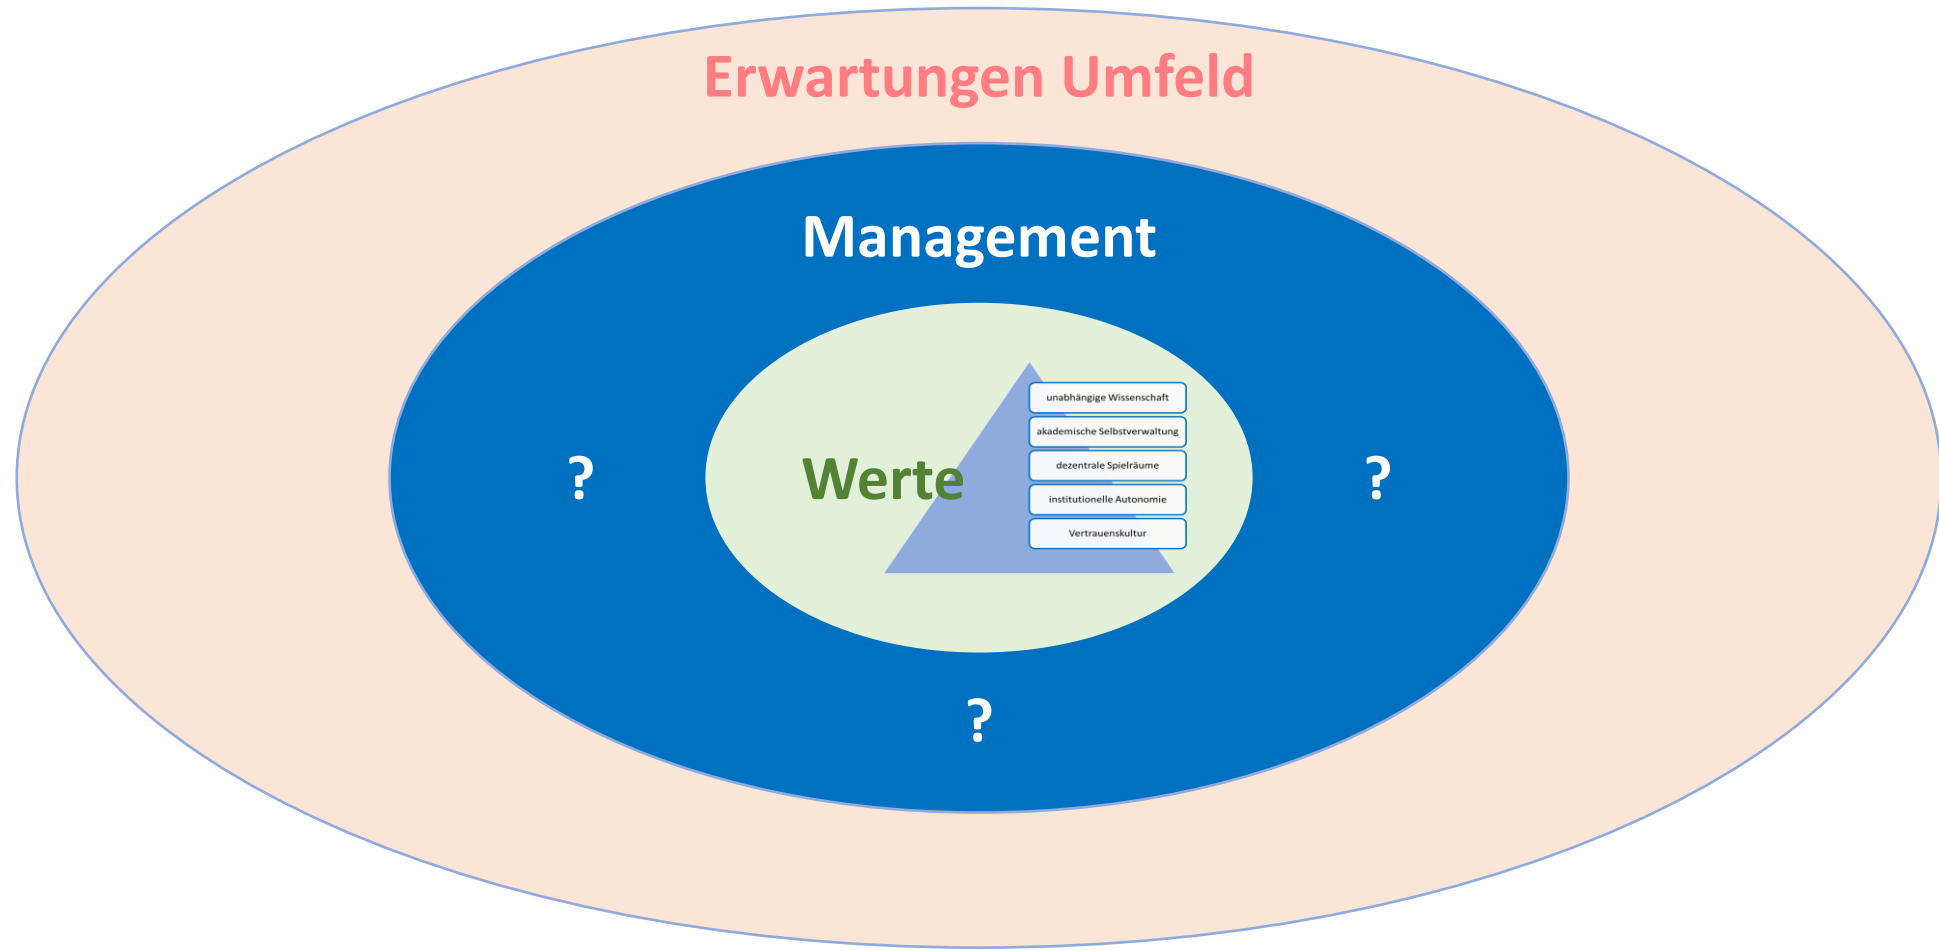 Erwartungen Umfeld
Management
unabhängige Wissenschaft
akademische Selbstverwaltung
dezentrale Spielräume
? Werte ?
institutionelle Autonomie
Vertrauenskultur
?